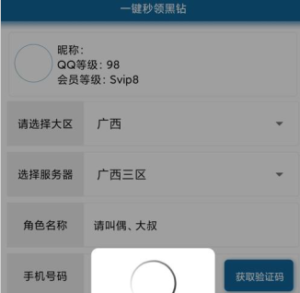 一键秒领黑钻
昵称：
QQ等级：98
会员等级：Svip8
请选择大区 广西
选择服务器 广西三区
角色名称 请叫偶、大叔
手机号码 获取验证码